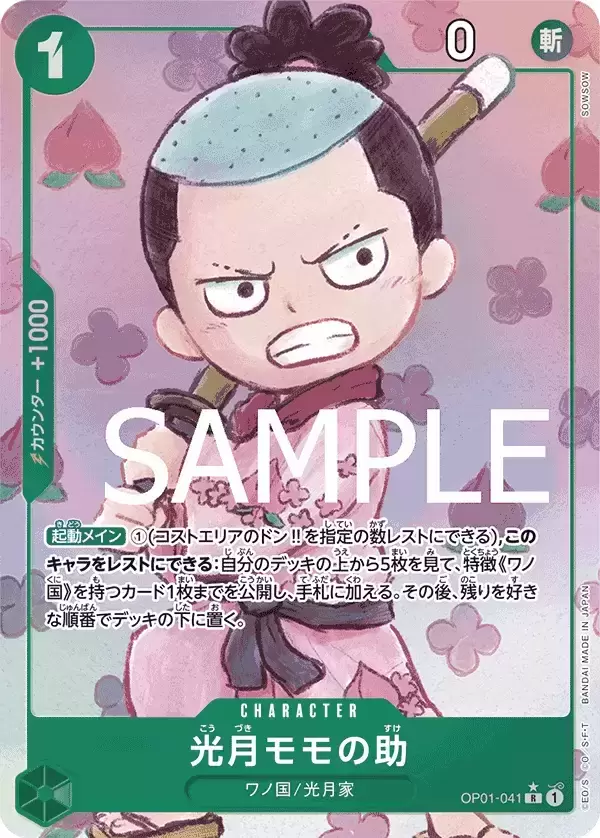 1
0
斬
SOWSOW
カウンター +1000
SAMPLE
起動メイン ①(コストエリアのドン!!を指定の数レストにできる),この
キャラをレストにできる:自分のデッキの上から5枚を見て、特徴《ワノ
国》を持つカード1枚までを公開し、手札に加える。その後、残りを好き
な順番でデッキの下に置く。
BANDAI MADE IN JAPAN
CHARACTER
光月モモの助
こう づき すけ
ワノ国/光月家
OP01-041 R 1